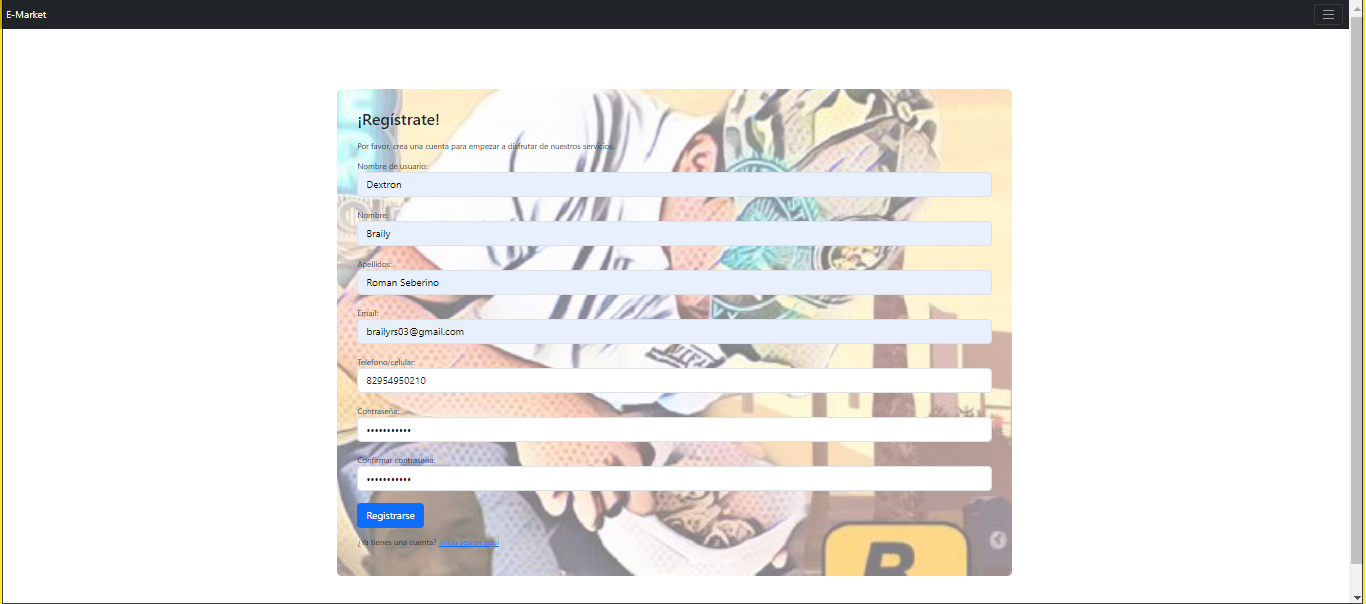 E-Market
¡Regístrate!
Por favor, crea una cuenta para empezar a disfrutar de nuestros servicios.
Nombre de usuario:
Dextron
Nombre:
Braily
Apellidos:
Roman Seberino
Email:
brailyrs03@gmail.com
Telefono/celular:
82954950210
Contraseña:
•••••••••••
Confirmar contraseña:
•••••••••••
Registrarse
¿Ya tienes una cuenta? Inicia sesión aquí
R